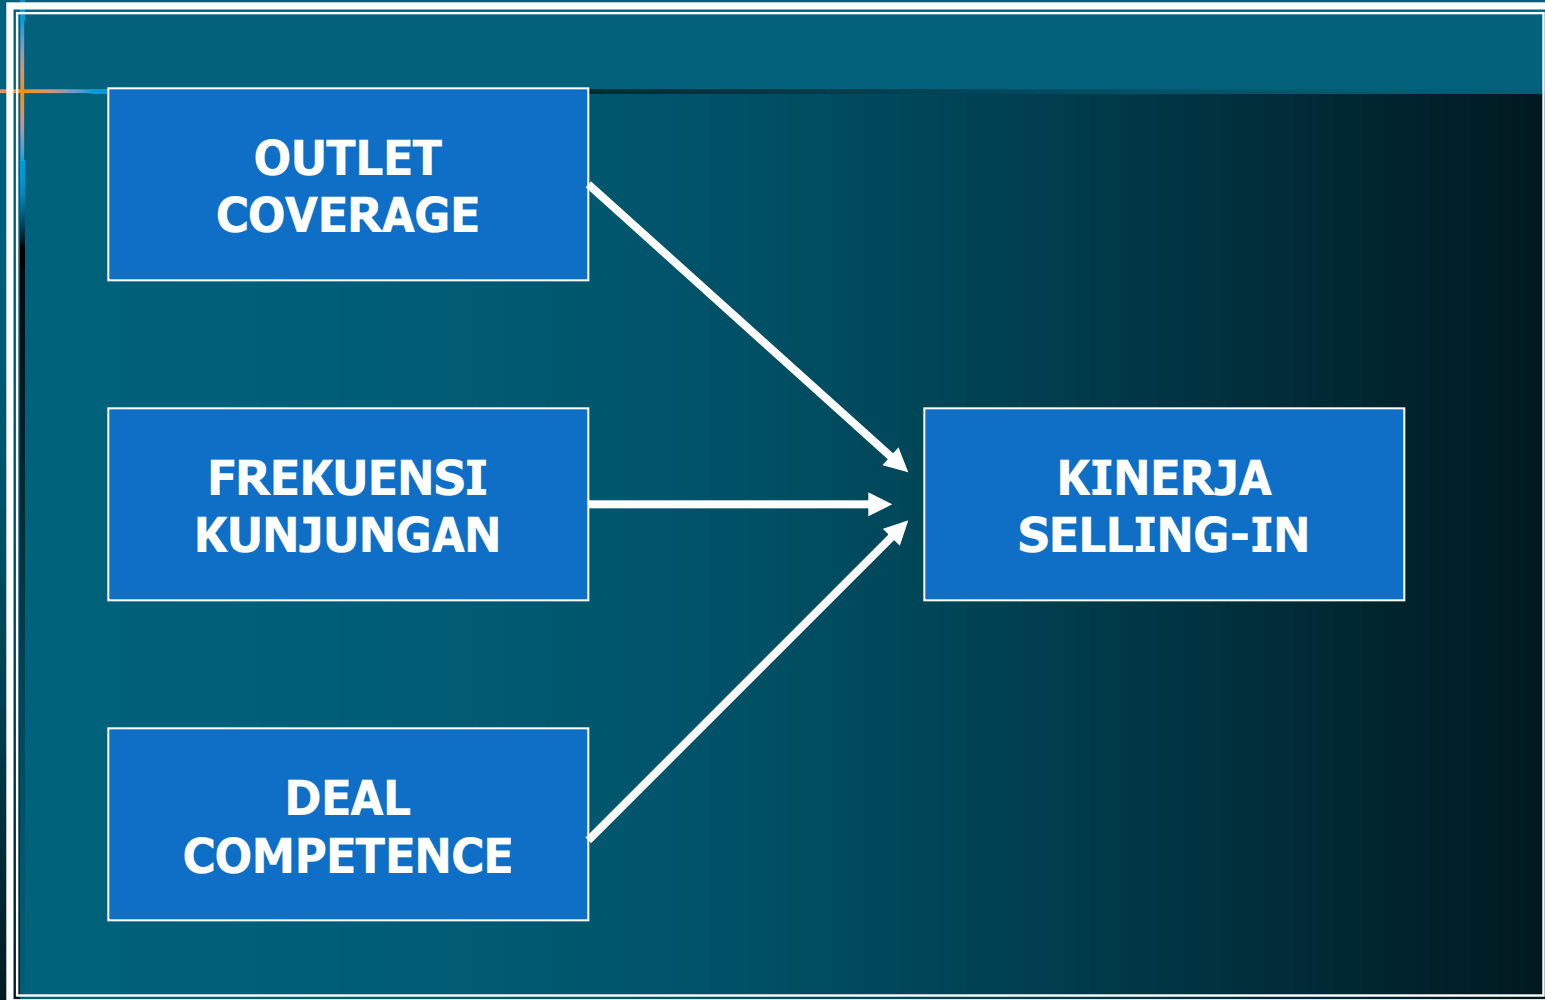 OUTLET
COVERAGE
FREKUENSI
KUNJUNGAN
KINERJA
SELLING-IN
DEAL
COMPETENCE